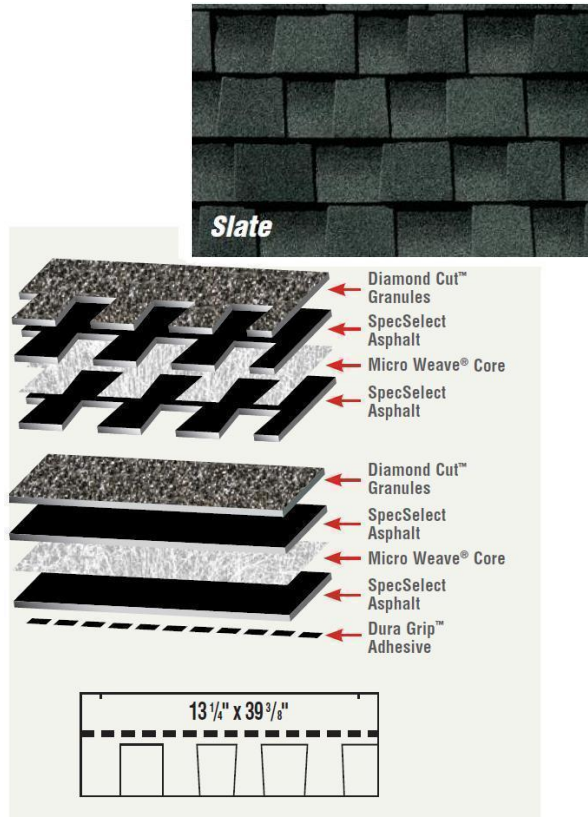 Slate
Diamond Cut™
Granules
SpecSelect
Asphalt
Micro Weave® Core
SpecSelect
Asphalt
Diamond Cut™
Granules
SpecSelect
Asphalt
Micro Weave® Core
SpecSelect
Asphalt
Dura Grip™
Adhesive
13 ¼" x 39 ⅜"